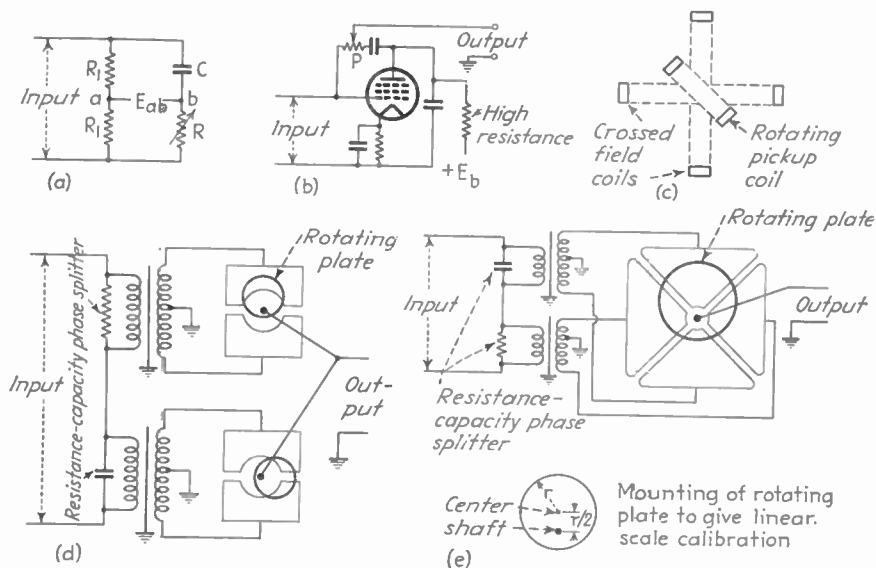 Input
R1
R1
a
Eab
b
C
R
(a)
P
Output
Input
High
resistance
+Eb
(b)
Crossed
field
coils
Rotating
pickup
coil
(c)
Input
Resistance-
capacity phase splitter
Rotating
plate
Out-
put
(d)
Input
Rotating plate
Output
Resistance-
capacity phase
splitter
(e)
Center
shaft
r
r/2
Mounting of rotating
plate to give linear.
scale calibration